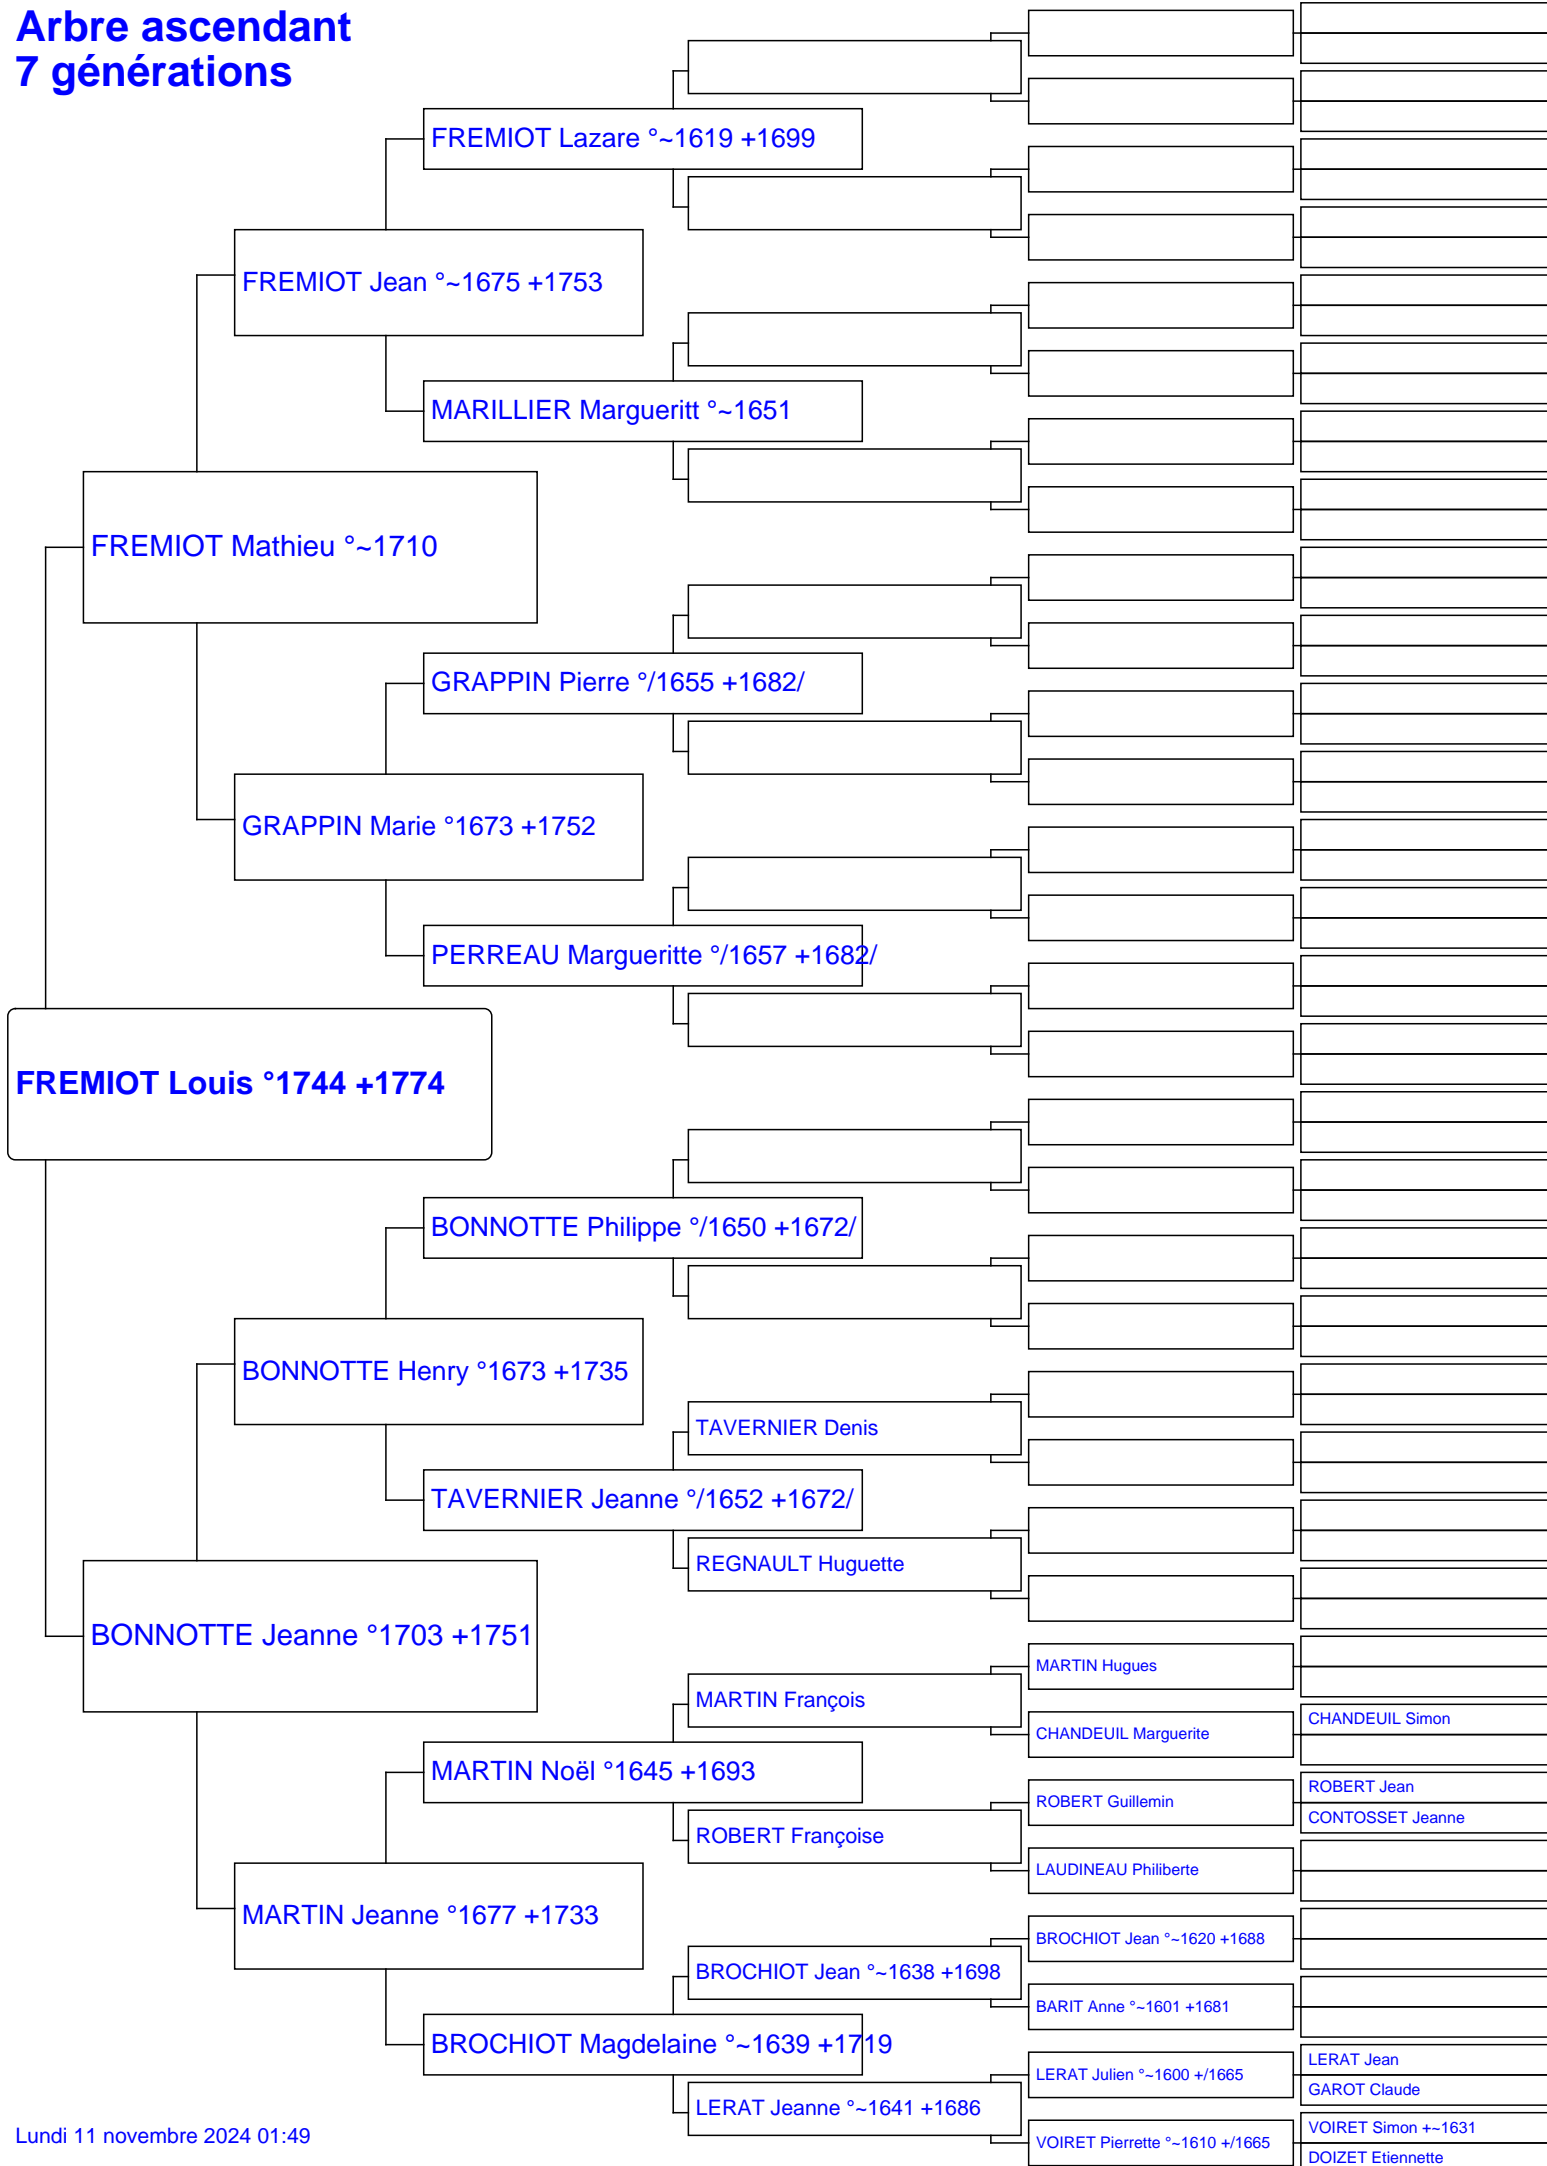 Arbre ascendant
7 générations
FREMIOT Lazare °~1619 +1699
FREMIOT Jean °~1675 +1753
MARILLIER Margueritt °~1651
FREMIOT Mathieu °~1710
GRAPPIN Pierre °/1655 +1682/
GRAPPIN Marie °1673 +1752
PERREAU Margueritte °/1657 +1682/
FREMIOT Louis °1744 +1774
BONNOTTE Philippe °/1650 +1672/
BONNOTTE Henry °1673 +1735
TAVERNIER Denis
TAVERNIER Jeanne °/1652 +1672/
REGNAULT Huguette
BONNOTTE Jeanne °1703 +1751
MARTIN Hugues
MARTIN François
CHANDEUIL Simon
CHANDEUIL Marguerite
MARTIN Noël °1645 +1693
ROBERT Jean
ROBERT Guillemin
CONTOSSET Jeanne
ROBERT Françoise
LAUDINEAU Philiberte
MARTIN Jeanne °1677 +1733
BROCHIOT Jean °~1620 +1688
BROCHIOT Jean °~1638 +1698
BARIT Anne °~1601 +1681
BROCHIOT Magdelaine °~1639 +1719
LERAT Jean
LERAT Julien °~1600 +/1665
GAROT Claude
LERAT Jeanne °~1641 +1686
VOIRET Simon +~1631
VOIRET Pierrette °~1610 +/1665
DOIZET Etiennette
Lundi 11 novembre 2024 01:49